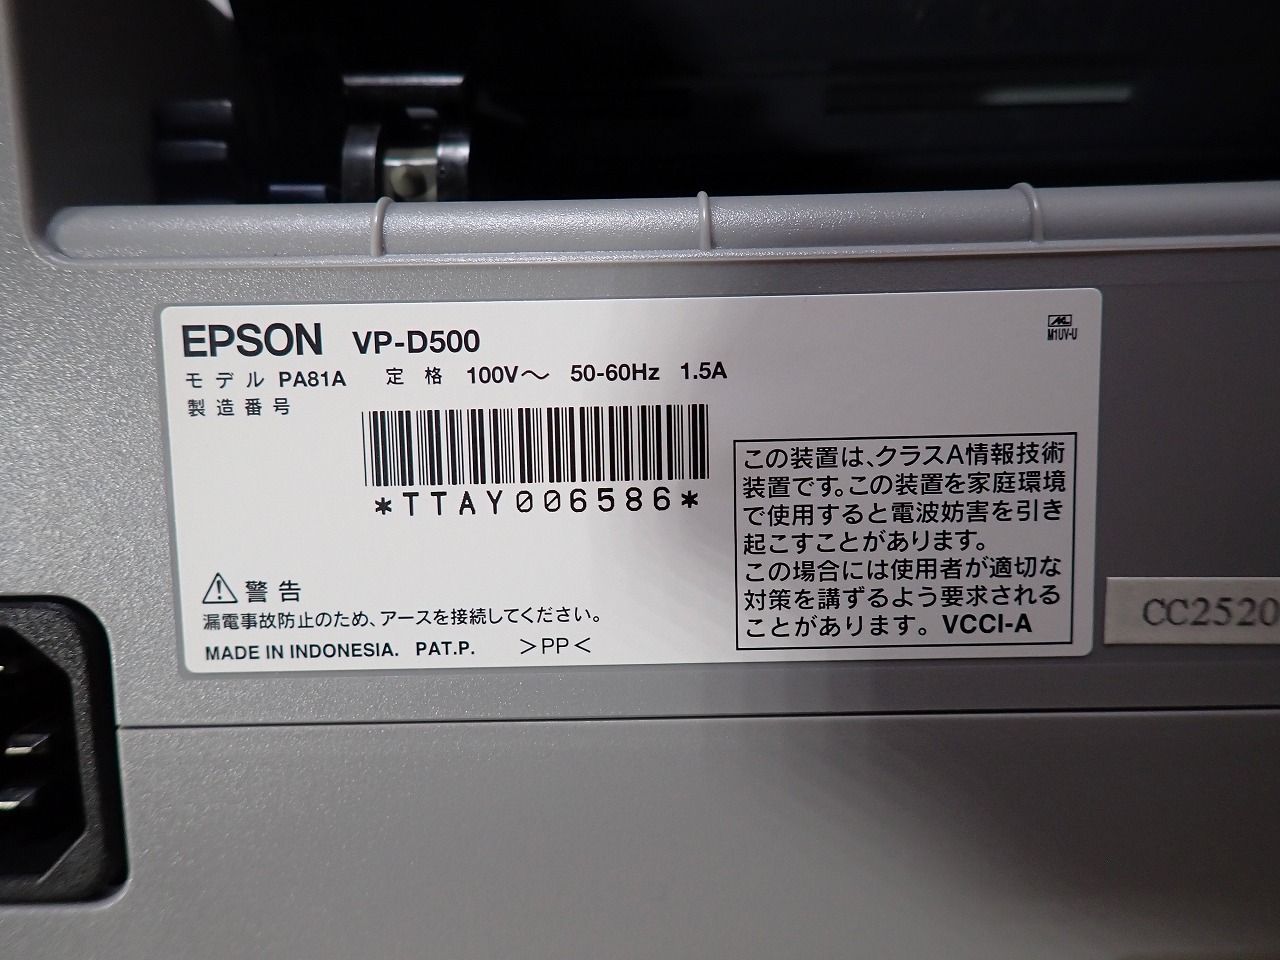 EPSON VP-D500
M1UV-U
モデル PA81A 定格 100V〜 50-60Hz 1.5A
製造番号
*TTAY006586*
この装置は、クラスA情報技術
装置です。この装置を家庭環境
で使用すると電波妨害を引き
起こすことがあります。
この場合には使用者が適切な
対策を講ずるよう要求される
ことがあります。 VCCI-A
警告
漏電事故防止のため、アースを接続してください。
MADE IN INDONESIA. PAT.P. >PP<
CC2520